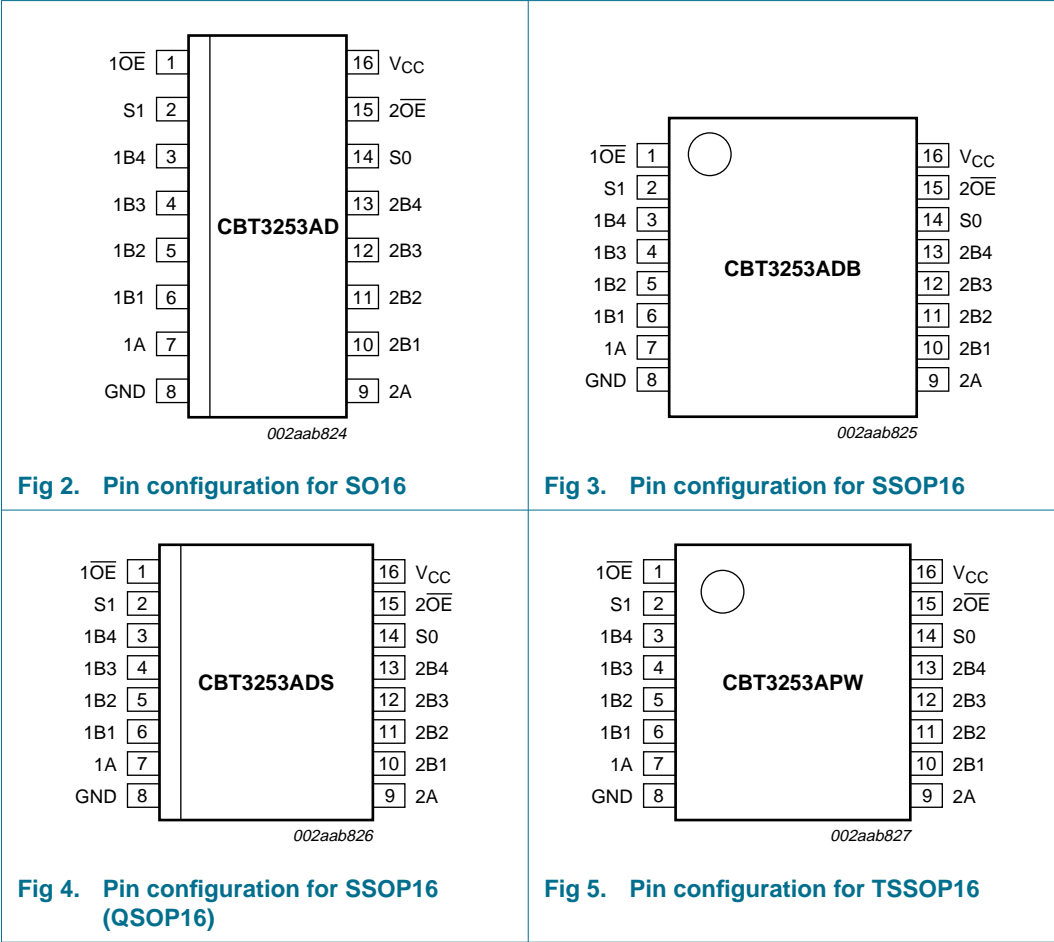 1O̅E̅ 1 16 VCC
S1 2 15 2O̅E̅
1B4 3 14 S0
1B3 4 13 2B4
CBT3253AD
1B2 5 12 2B3
1B1 6 11 2B2
1A 7 10 2B1
GND 8 9 2A
002aab824
Fig 2. Pin configuration for SO16
1O̅E̅ 1 16 VCC
S1 2 15 2O̅E̅
1B4 3 14 S0
1B3 4 13 2B4
CBT3253ADB
1B2 5 12 2B3
1B1 6 11 2B2
1A 7 10 2B1
GND 8 9 2A
002aab825
Fig 3. Pin configuration for SSOP16
1O̅E̅ 1 16 VCC
S1 2 15 2O̅E̅
1B4 3 14 S0
1B3 4 13 2B4
CBT3253ADS
1B2 5 12 2B3
1B1 6 11 2B2
1A 7 10 2B1
GND 8 9 2A
002aab826
Fig 4. Pin configuration for SSOP16
(QSOP16)
1O̅E̅ 1 16 VCC
S1 2 15 2O̅E̅
1B4 3 14 S0
1B3 4 13 2B4
CBT3253APW
1B2 5 12 2B3
1B1 6 11 2B2
1A 7 10 2B1
GND 8 9 2A
002aab827
Fig 5. Pin configuration for TSSOP16